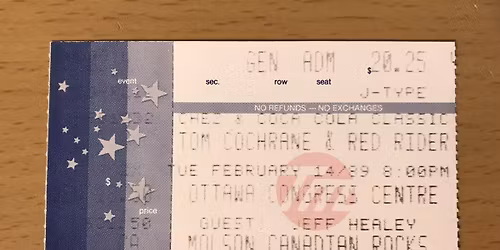 GEN ADM 20.25
event sec. row seat $
J-TYPE
NO REFUNDS — NO EXCHANGES
& COCA COLA CLASSIC
TOM COCHRANE & RED RIDER
TUE FEBRUARY 14/89 8:00PM
$ OTTAWA CONGRESS CENTRE
price
50 GUEST: JEFF HEALEY
A MOLSON CANADIAN ROCKS